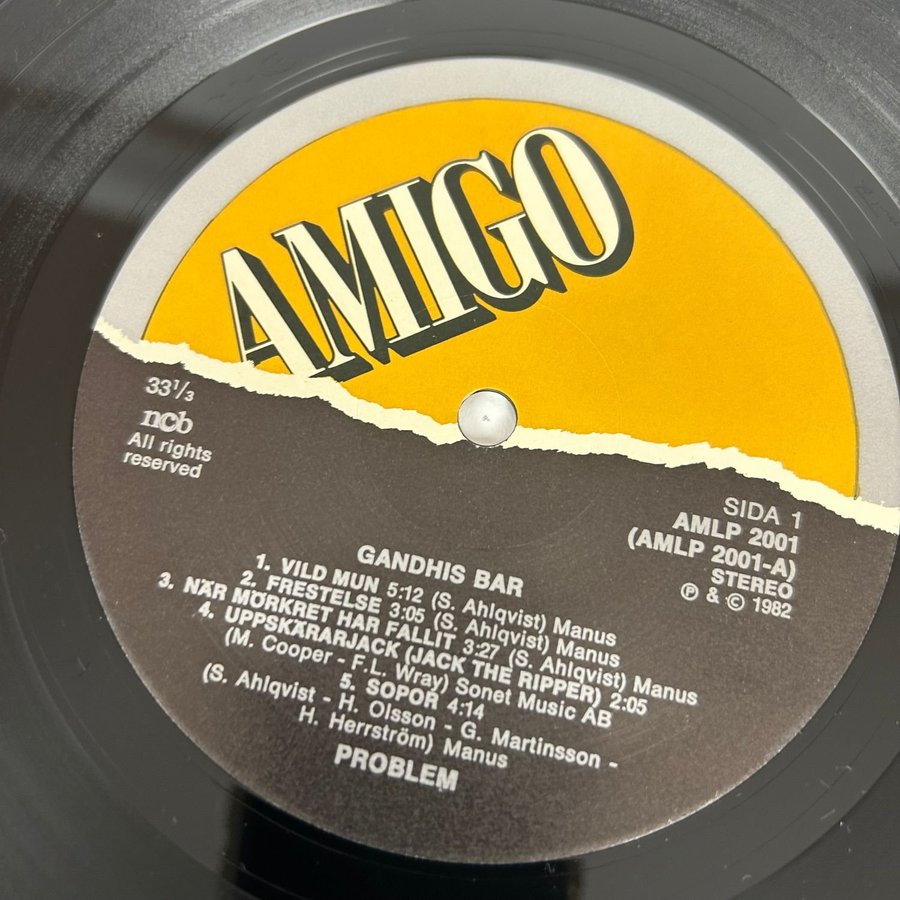 AMIGO
33⅓
ncb
All rights
reserved
SIDA 1
AMLP 2001
(AMLP 2001-A)
STEREO
Ⓟ & © 1982
GANDHIS BAR
1. VILD MUN 5:12 (S. Ahlqvist) Manus
2. FRESTELSE 3:05 (S. Ahlqvist) Manus
3. NÄR MÖRKRET HAR FALLIT 3:27 (S. Ahlqvist) Manus
4. UPPSKÄRARJACK (JACK THE RIPPER) 2:05
(M. Cooper - F.L. Wray) Sonet Music AB
5. SOPOR 4:14
(S. Ahlqvist - H. Olsson - G. Martinsson -
H. Herrström) Manus
PROBLEM